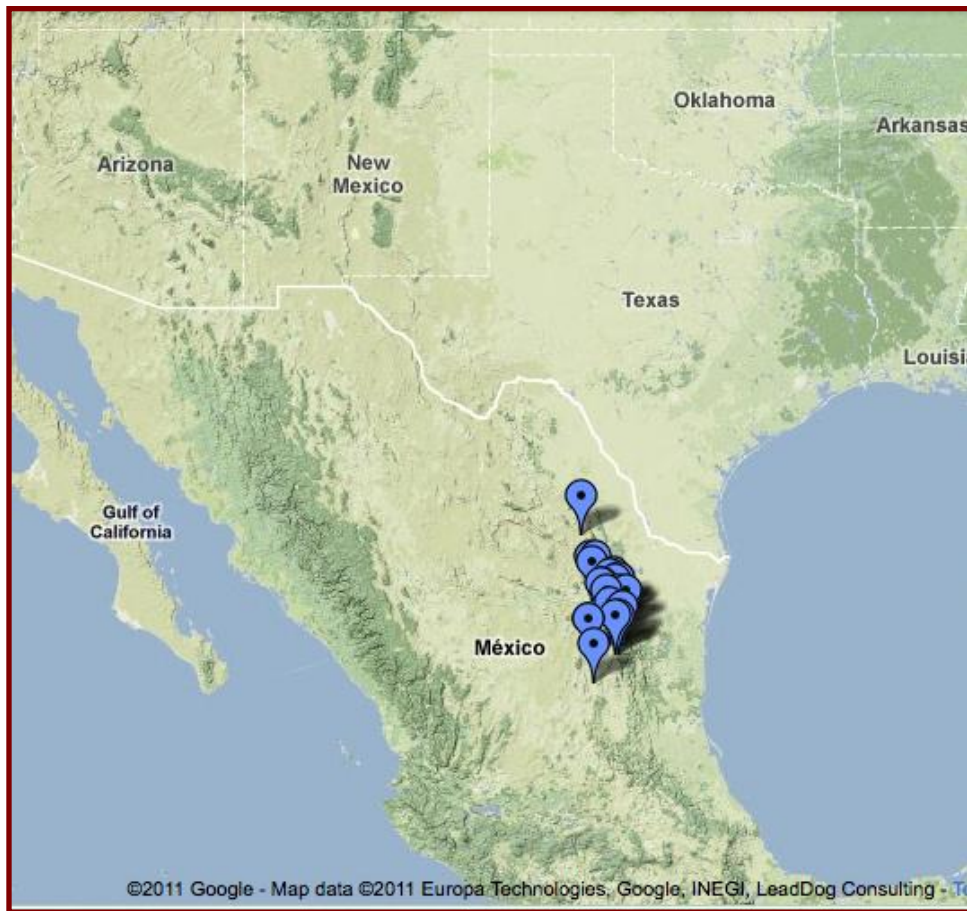 Oklahoma
Arkansas
Arizona
New
Mexico
Texas
Gulf of
California
México
©2011 Google - Map data ©2011 Europa Technologies, Google, INEGI, LeadDog Consulting -